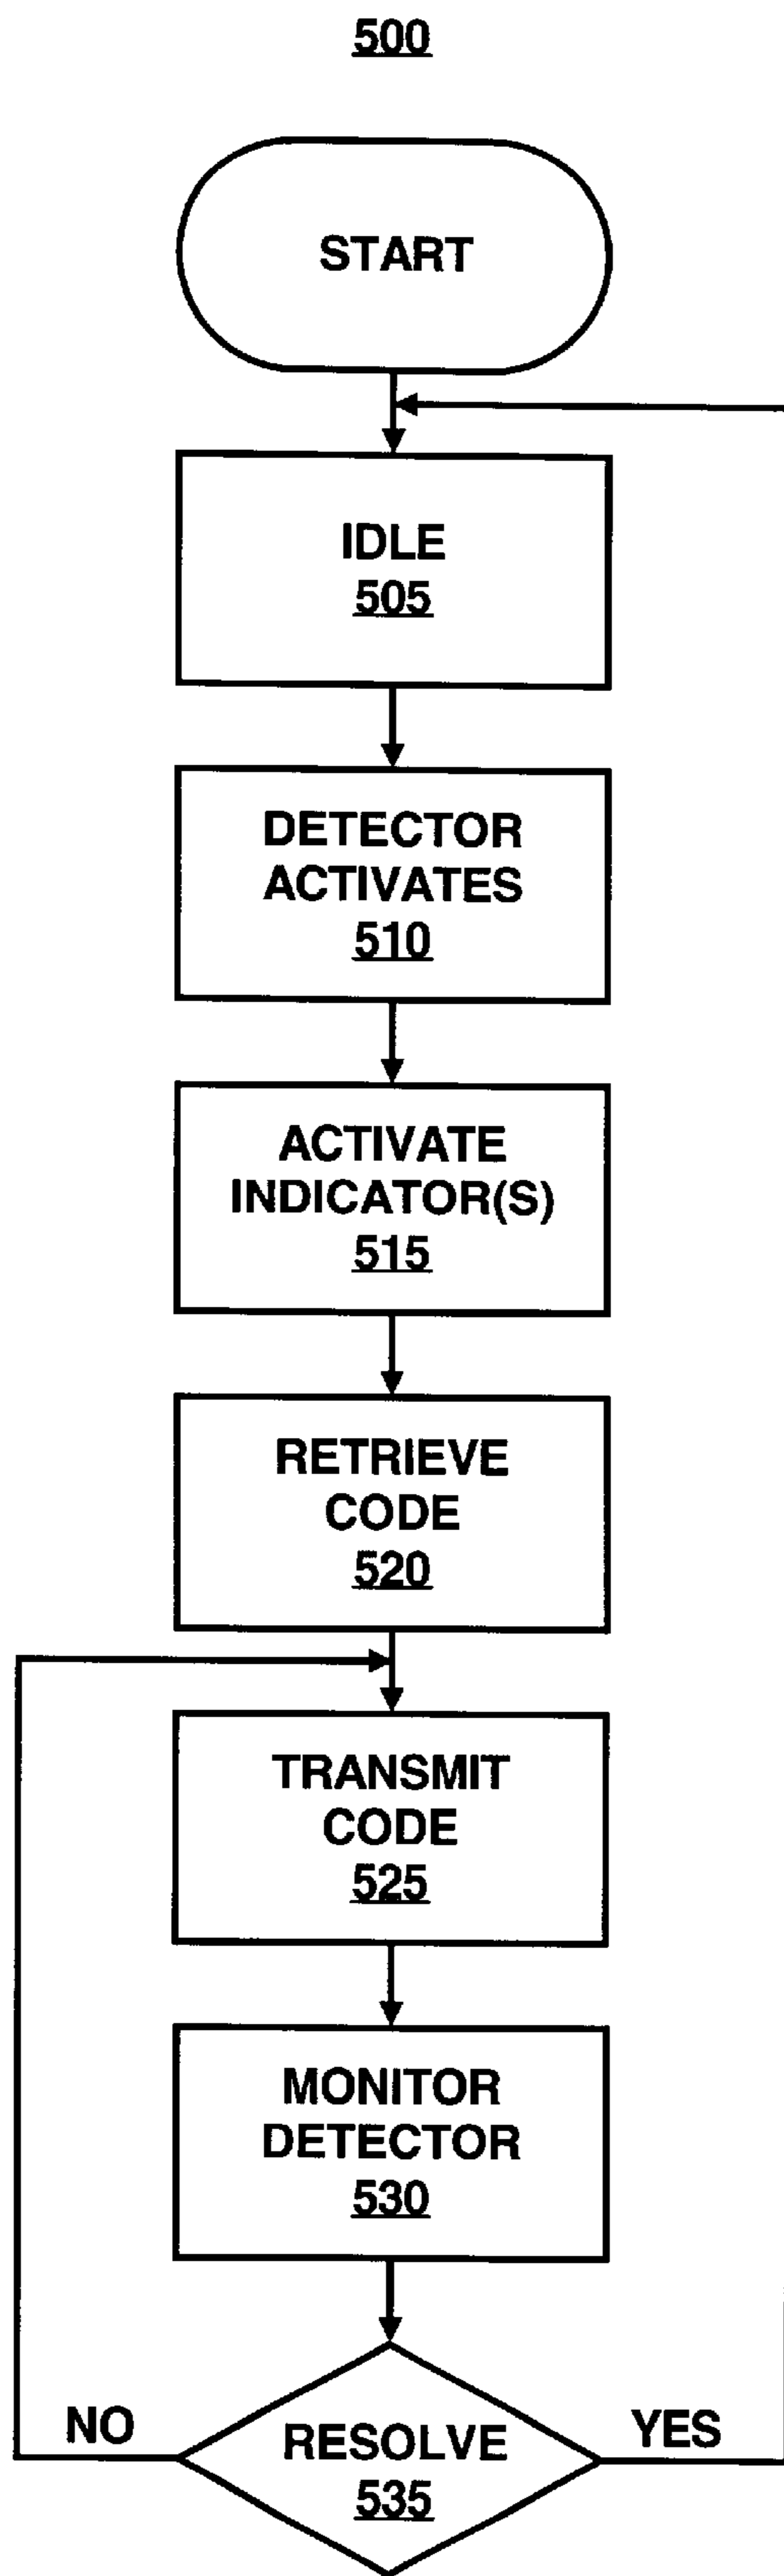 500
START
IDLE
505
DETECTOR
ACTIVATES
510
ACTIVATE
INDICATOR(S)
515
RETRIEVE
CODE
520
TRANSMIT
CODE
525
MONITOR
DETECTOR
530
NO
RESOLVE
YES
535